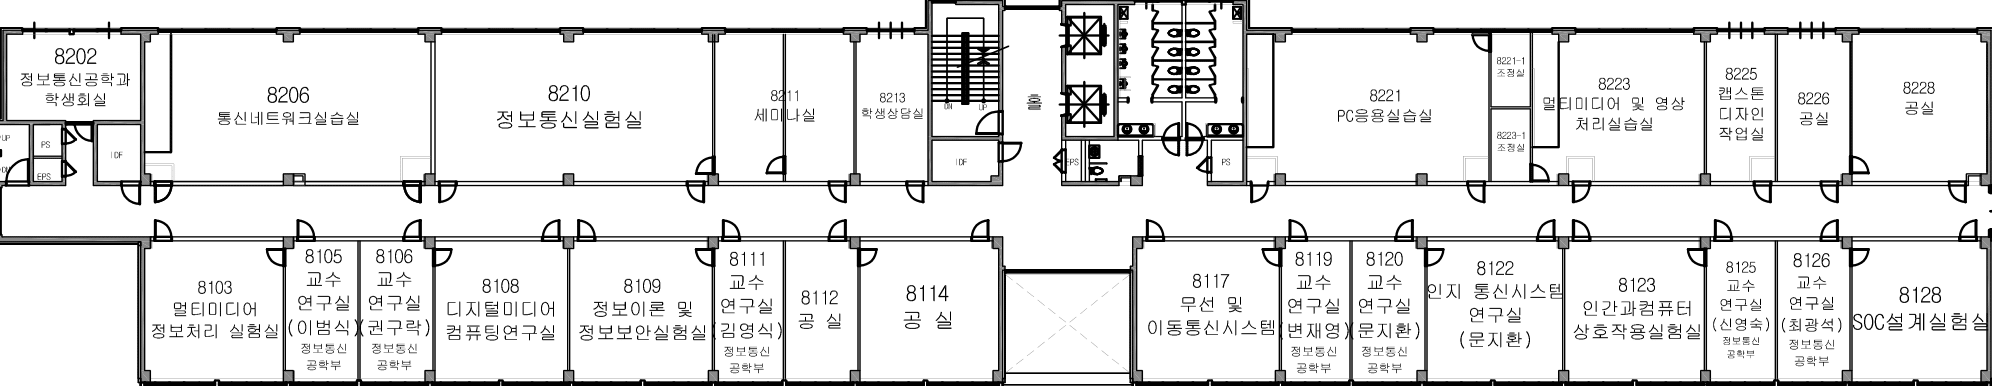 8202
정보통신공학과
학생회실
UP
DN
PS
EPS
IDF
8206
통신네트워크실습실
8210
정보통신실험실
8211
세미나실
8213
학생상담실
DN
UP
IDF
홀
EPS
PS
8221
PC응용실습실
8221-1
조정실
8223-1
조정실
8223
멀티미디어 및 영상
처리실습실
8225
캡스톤
디자인
작업실
8226
공실
8228
공실
8103
멀티미디어
정보처리 실험실
8105
교수
연구실
(이범식)
정보통신
공학부
8106
교수
연구실
(권구락)
정보통신
공학부
8108
디지털미디어
컴퓨팅연구실
8109
정보이론 및
정보보안실험실
8111
교수
연구실
(김영식)
정보통신
공학부
8112
공 실
8114
공 실
8117
무선 및
이동통신시스템
8119
교수
연구실
(변재영)
정보통신
공학부
8120
교수
연구실
(문지환)
정보통신
공학부
8122
인지 통신시스템
연구실
(문지환)
8123
인간과컴퓨터
상호작용실험실
8125
교수
연구실
(신영숙)
정보통신
공학부
8126
교수
연구실
(최광석)
정보통신
공학부
8128
SOC설계실험실